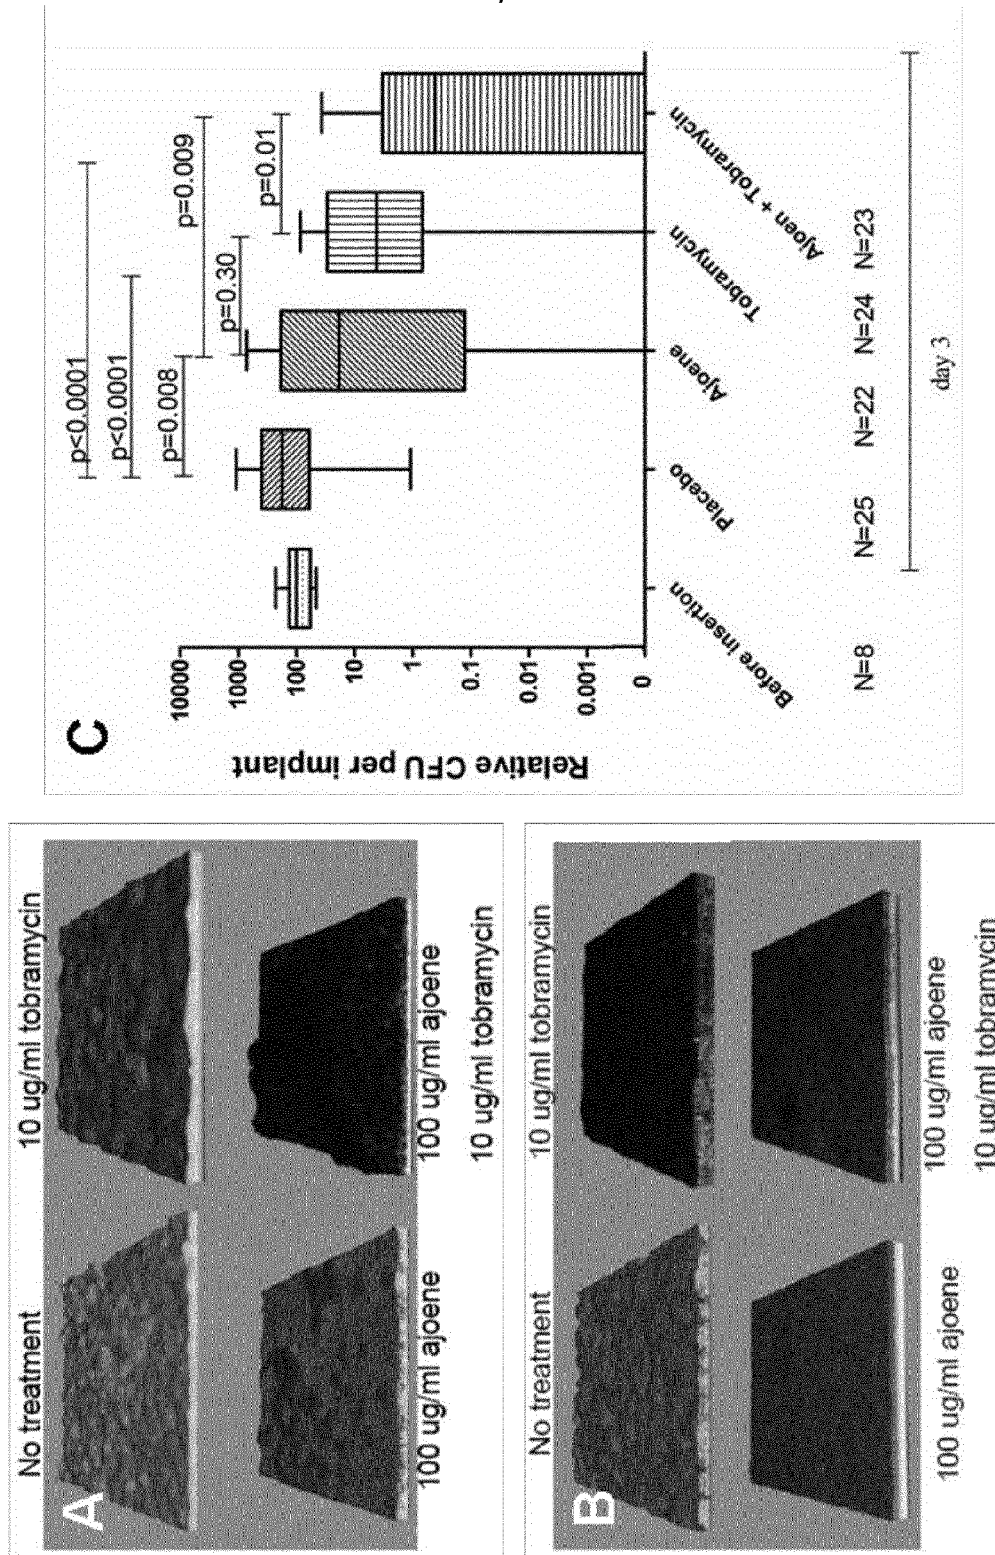 A
No treatment
10 ug/ml tobramycin
100 ug/ml ajoene
100 ug/ml ajoene
10 ug/ml tobramycin
B
No treatment
10 ug/ml tobramycin
100 ug/ml ajoene
100 ug/ml ajoene
10 ug/ml tobramycin
C
p<0.0001
p<0.0001
p=0.008
p=0.009
p=0.30
p=0.01
Relative CFU per implant
10000
1000
100
10
1
0.1
0.01
0.001
0
Before insertion
Placebo
Ajoene
Tobramycin
Ajoen + Tobramycin
N=8
N=25
N=22
N=24
N=23
day 3